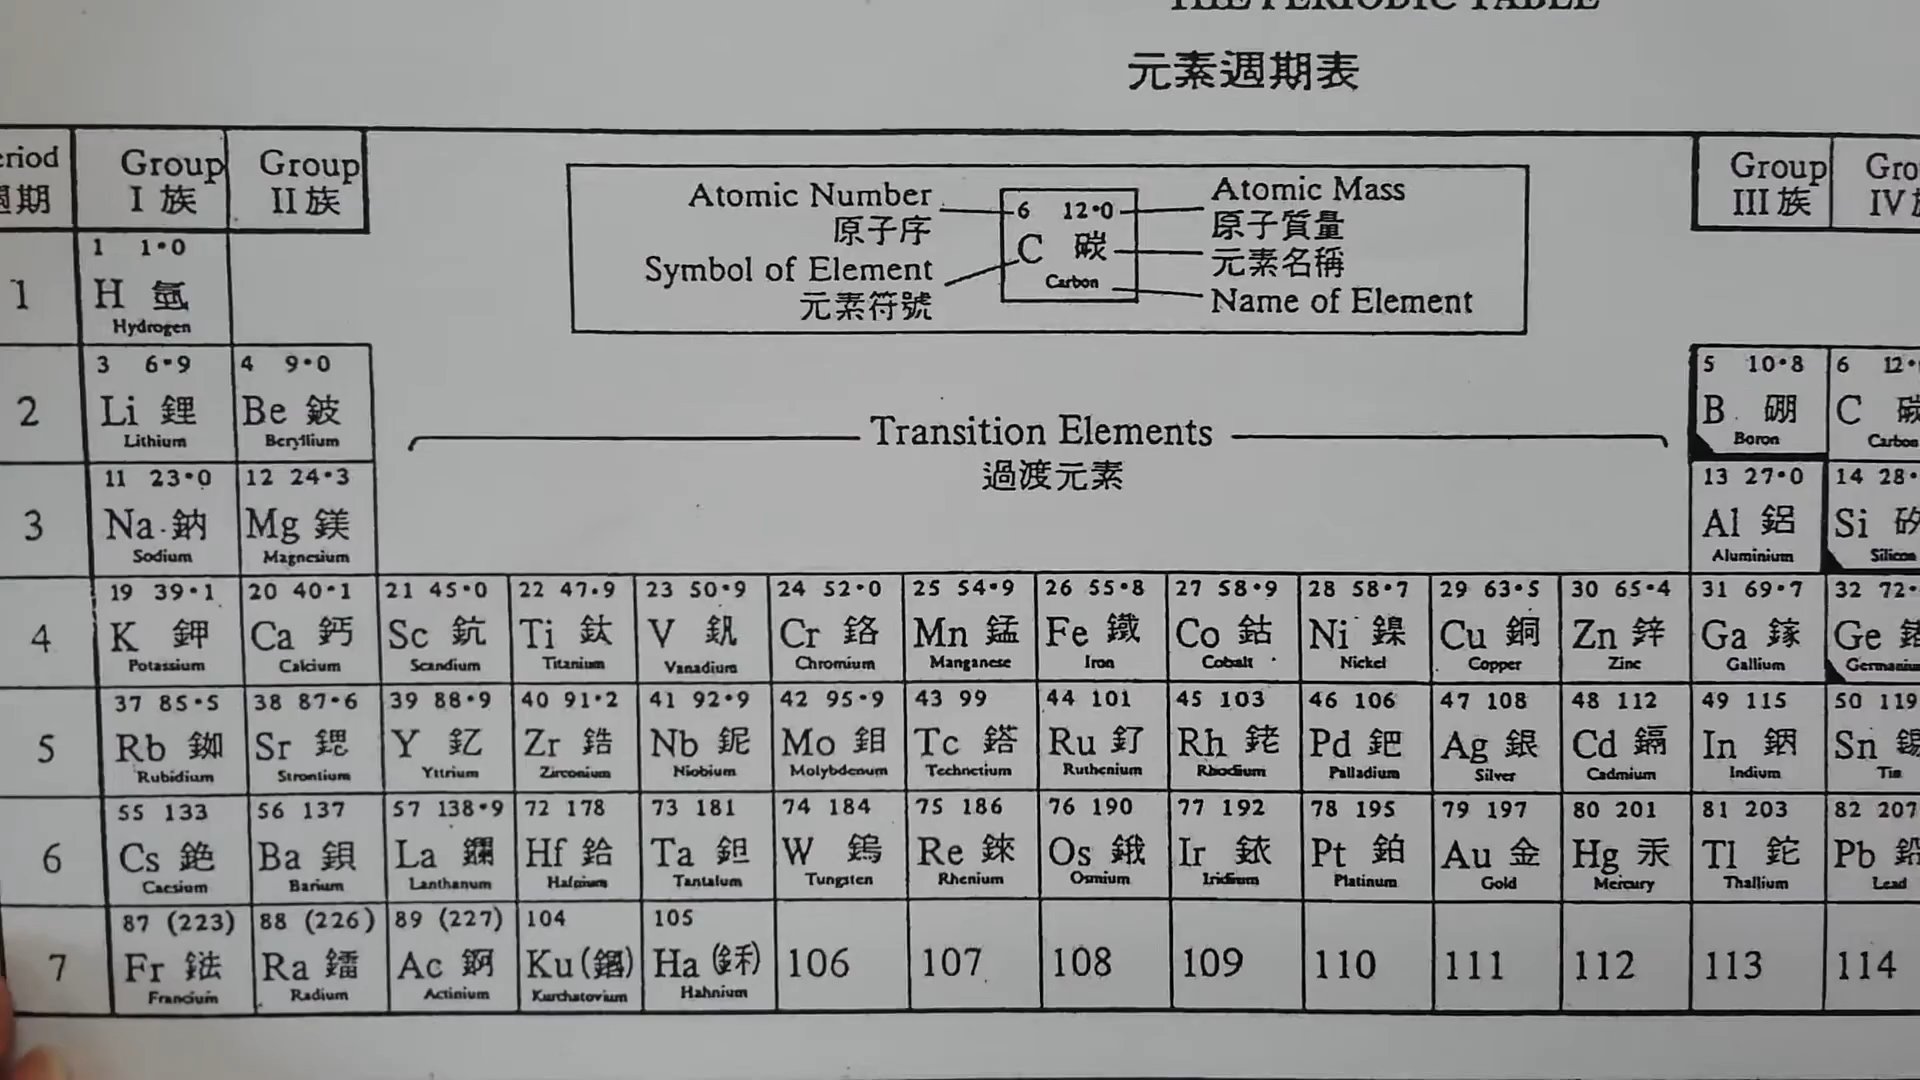 THE PERIODIC TABLE
元素週期表
Group Group Group
I 族 II 族 III 族 IV
Atomic Number 6 12·0 Atomic Mass
原子序 C 碳 原子質量
Symbol of Element Carbon 元素名稱
元素符號 Name of Element
1 1·0
1 H 氫
Hydrogen
3 6·9 4 9·0 5 10·8 6
2 Li 鋰 Be 鈹 B 硼 C 碳
Lithium Beryllium Boron Carbon
Transition Elements
過渡元素
11 23·0 12 24·3 13 27·0 14
3 Na 鈉 Mg 鎂 Al 鋁 Si 矽
Sodium Magnesium Aluminium Silicon
19 39·1 20 40·1 21 45·0 22 47·9 23 50·9 24 52·0 25 54·9 26 55·8 27 58·9 28 58·7 29 63·5 30 65·4 31 69·7 32
4 K 鉀 Ca 鈣 Sc 鈧 Ti 鈦 V 釩 Cr 鉻 Mn 錳 Fe 鐵 Co 鈷 Ni 鎳 Cu 銅 Zn 鋅 Ga 鎵 Ge
Potassium Calcium Scandium Titanium Vanadium Chromium Manganese Iron Cobalt Nickel Copper Zinc Gallium
37 85·5 38 87·6 39 88·9 40 91·2 41 92·9 42 95·9 43 99 44 101 45 103 46 106 47 108 48 112 49 115 50 119
5 Rb 銣 Sr 鍶 Y 釔 Zr 鋯 Nb 鈮 Mo 鉬 Tc 鎝 Ru 釕 Rh 銠 Pd 鈀 Ag 銀 Cd 鎘 In 銦 Sn 錫
Rubidium Strontium Yttrium Zirconium Niobium Molybdenum Technetium Ruthenium Rhodium Palladium Silver Cadmium Indium Tin
55 133 56 137 57 138·9 72 178 73 181 74 184 75 186 76 190 77 192 78 195 79 197 80 201 81 203 82 207
6 Cs 銫 Ba 鋇 La 鑭 Hf 鉿 Ta 鉭 W 鎢 Re 錸 Os 鋨 Ir 銥 Pt 鉑 Au 金 Hg 汞 Tl 鉈 Pb 鉛
Caesium Barium Lanthanum Hafnium Tantalum Tungsten Rhenium Osmium Iridium Platinum Gold Mercury Thallium Lead
87 (223) 88 (226) 89 (227) 104 105
7 Fr 鍅 Ra 鐳 Ac 錒 Ku Ha 106 107 108 109 110 111 112 113 114
Francium Radium Actinium Kurchatovium Hahnium